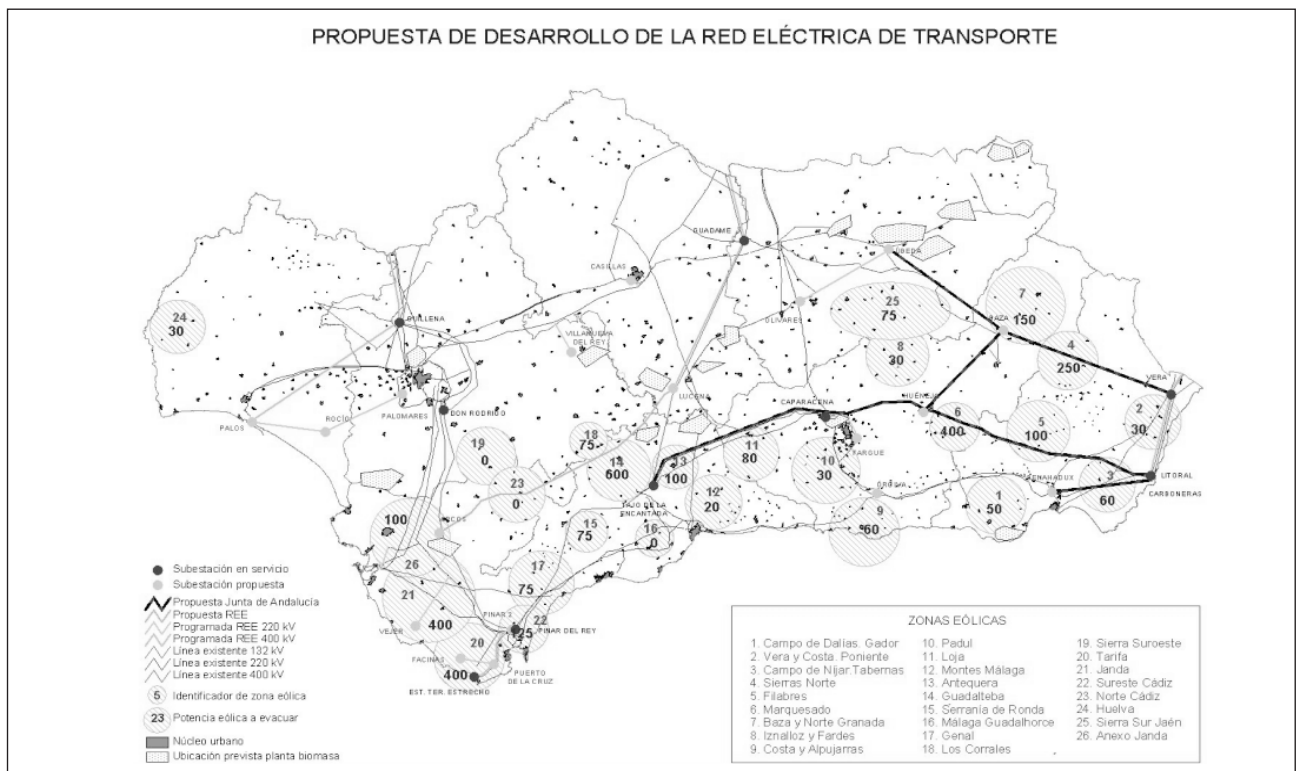 PROPUESTA DE DESARROLLO DE LA RED ELÉCTRICA DE TRANSPORTE
GUADAME
ÚBEDA
CASILLAS
24
30
GUILLENA
OLIVARES
25
75
7
150
BAZA
VILLANUEVA
DEL REY
8
30
4
250
VERA
LUCENA
CAPARACENA
HUÉNEJA
PALOS
ROCÍO
PALOMARES
DON RODRIGO
2
30
6
400
5
100
FARGUE
19
0
18
75
14
600
13
100
11
80
10
30
23
0
LITORAL
CARBONERAS
3
60
ÓRGIVA
BENAHADUX
1
50
12
20
TAJO DE LA
ENCANTADA
9
60
100
ARCOS
15
75
16
0
26
17
75
21
400
VEJER
PINAR 2
22
25
PINAR DEL REY
20
FACINAS
400
PUERTO
DE LA CRUZ
EST. TER. ESTRECHO
Subestación en servicio
Subestación propuesta
Propuesta Junta de Andalucía
Propuesta REE
Programada REE 220 kV
Programada REE 400 kV
Línea existente 132 kV
Línea existente 220 kV
Línea existente 400 kV
5 Identificador de zona eólica
23 Potencia eólica a evacuar
Núcleo urbano
Ubicación prevista planta biomasa
ZONAS EÓLICAS
1. Campo de Dalías. Gador
2. Vera y Costa. Poniente
3. Campo de Níjar.Tabernas
4. Sierras Norte
5. Filabres
6. Marquesado
7. Baza y Norte Granada
8. Iznalloz y Fardes
9. Costa y Alpujarras
10. Padul
11. Loja
12. Montes Málaga
13. Antequera
14. Guadalteba
15. Serranía de Ronda
16. Málaga Guadalhorce
17. Genal
18. Los Corrales
19. Sierra Suroeste
20. Tarifa
21. Janda
22. Sureste Cádiz
23. Norte Cádiz
24. Huelva
25. Sierra Sur Jaén
26. Anexo Janda